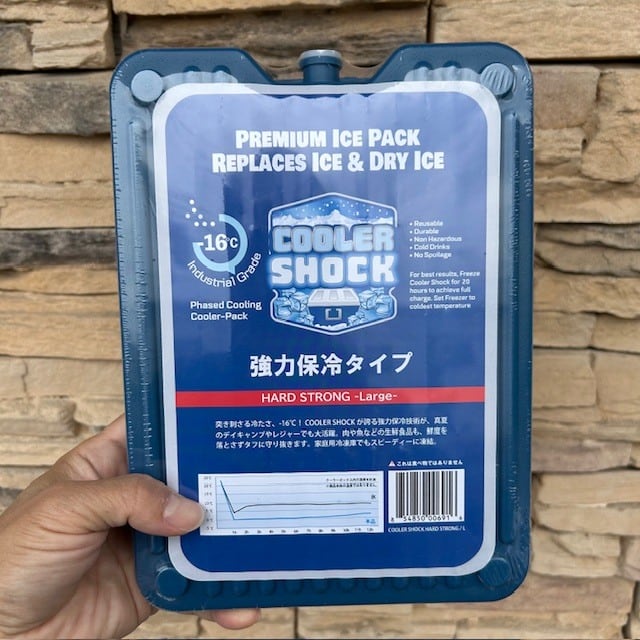 PREMIUM ICE PACK
REPLACES ICE & DRY ICE
-16℃
Industrial Grade
Phased Cooling
Cooler-Pack
COOLER
SHOCK
• Reusable
• Durable
• Non Hazardous
• Cold Drinks
• No Spoilage
For best results, Freeze
Cooler Shock for 20
hours to achieve full
charge. Set Freezer to
coldest temperature
強力保冷タイプ
HARD STRONG -Large-
突き刺さる冷たさ、-16℃！COOLER SHOCK が誇る強力保冷技術が、真夏
のデイキャンプやレジャーでも大活躍。肉や魚などの生鮮食品も、鮮度を
落とさずタフに守り抜きます。家庭用冷凍庫でもスピーディーに凍結。
これは食べ物ではありません
氷
本品
COOLER SHOCK HARD STRONG / L